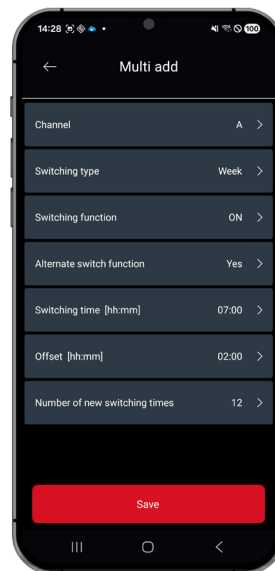 14:28 100
Multi add
Channel A
Switching type Week
Switching function ON
Alternate switch function Yes
Switching time [hh:mm] 07:00
Offset [hh:mm] 02:00
Number of new switching times 12
Save